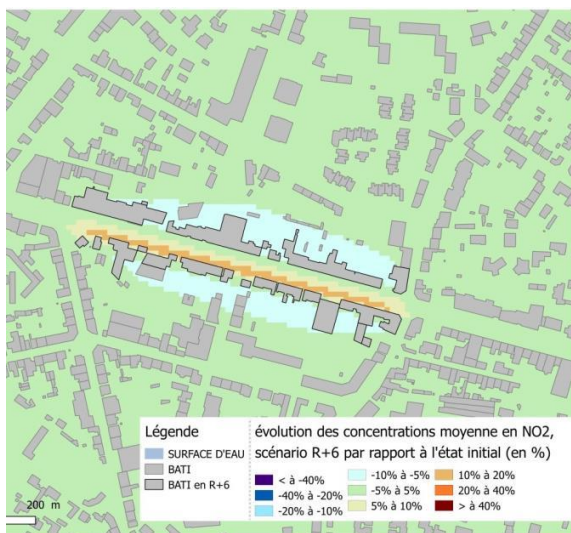 Légende
SURFACE D'EAU
BATI
BATI en R+6
évolution des concentrations moyenne en NO2,
scénario R+6 par rapport à l'état initial (en %)
< à -40%
-40% à -20%
-20% à -10%
-10% à -5%
-5% à 5%
5% à 10%
10% à 20%
20% à 40%
> à 40%
200 m